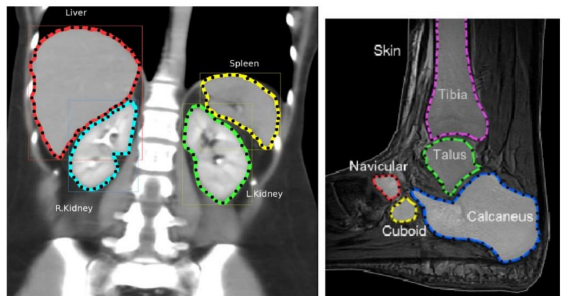 Liver
Spleen
R.Kidney
L.Kidney
Skin
Tibia
Talus
Navicular
Cuboid
Calcaneus